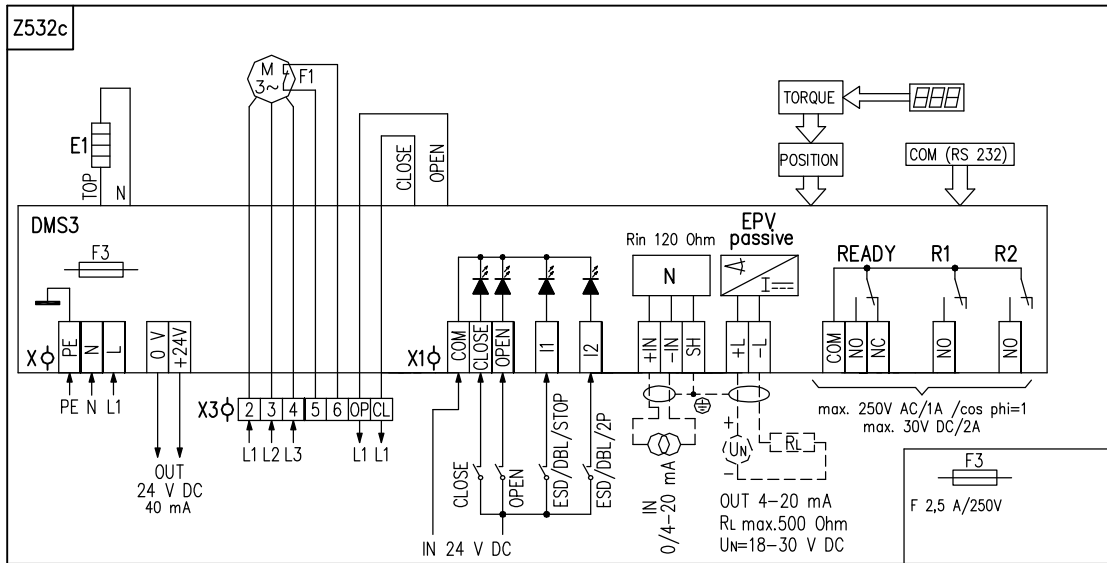 Z532c
M
3~
F1
E1
TOP
N
CLOSE
OPEN
TORQUE
POSITION
COM (RS 232)
DMS3
F3
Rin 120 Ohm
N
EPV
passive
I
READY
R1
R2
X
PE
N
L
0 V
+24V
X1
COM
CLOSE
OPEN
I1
I2
+IN
-IN
SH
+L
-L
COM
NO
NC
NO
NO
PE N L1
X3
2 3 4 5 6 OP CL
L1 L2 L3
L1 L1
OUT
24 V DC
40 mA
CLOSE
OPEN
ESD/DBL/STOP
ESD/DBL/2P
IN 24 V DC
IN
0/4-20 mA
+
UN
-
RL
OUT 4-20 mA
RL max.500 Ohm
UN=18-30 V DC
max. 250V AC/1A /cos phi=1
max. 30V DC/2A
F3
F 2,5 A/250V